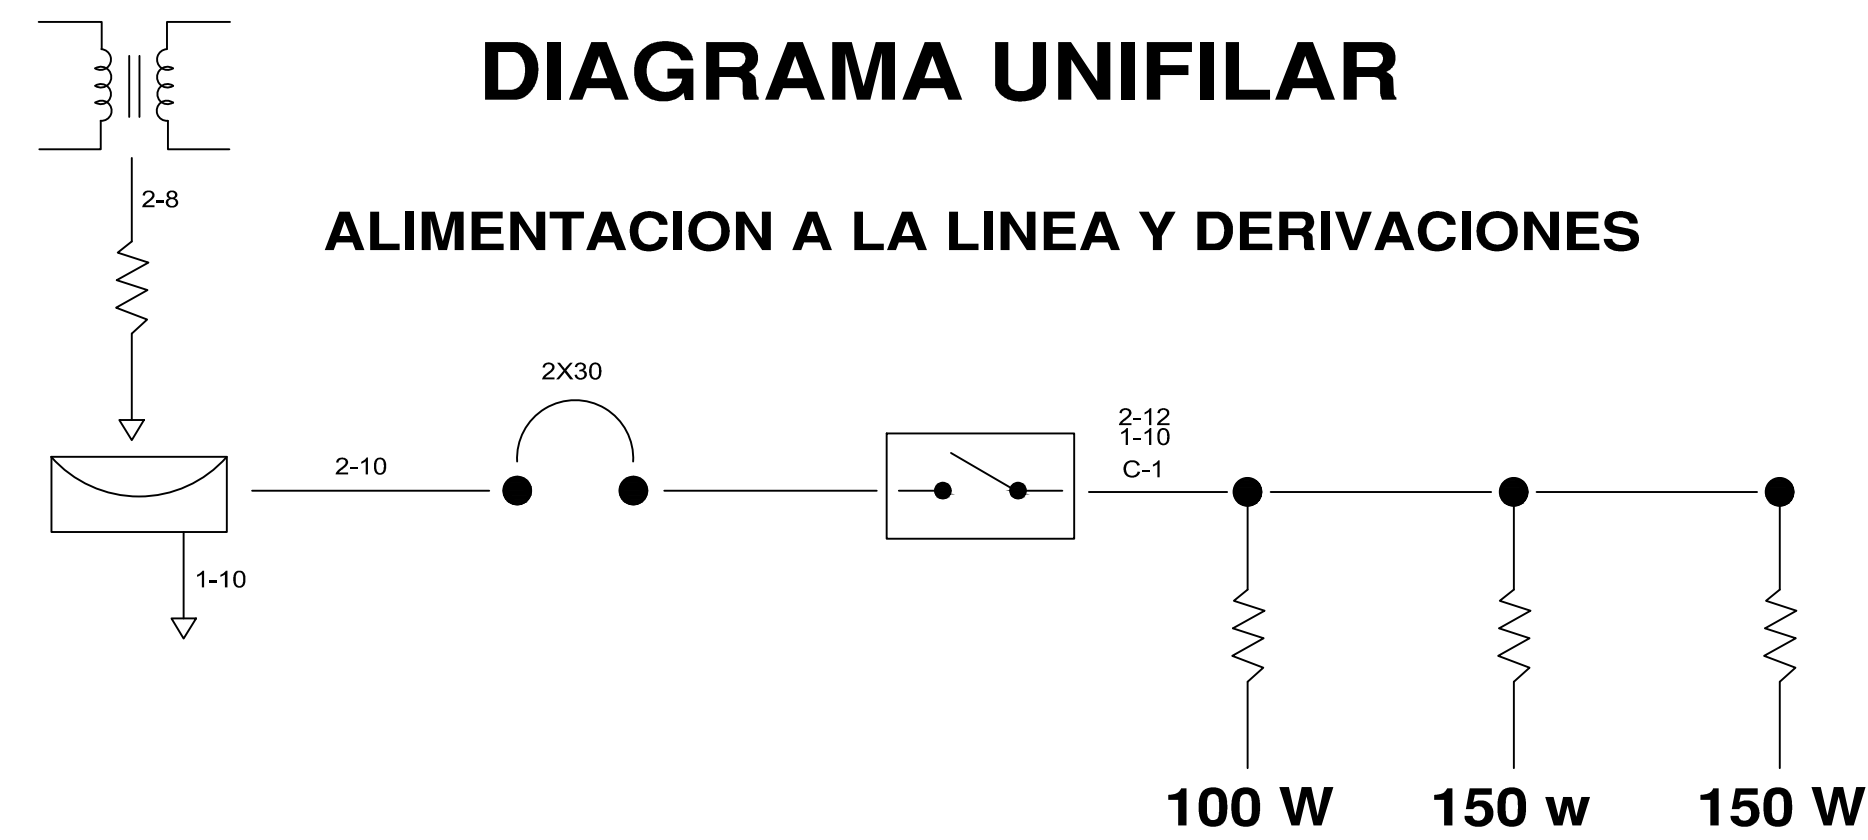 DIAGRAMA UNIFILAR
2-8
ALIMENTACION A LA LINEA Y DERIVACIONES
2X30
2-12
1-10
2-10
C-1
1-10
100 W
150 w
150 W